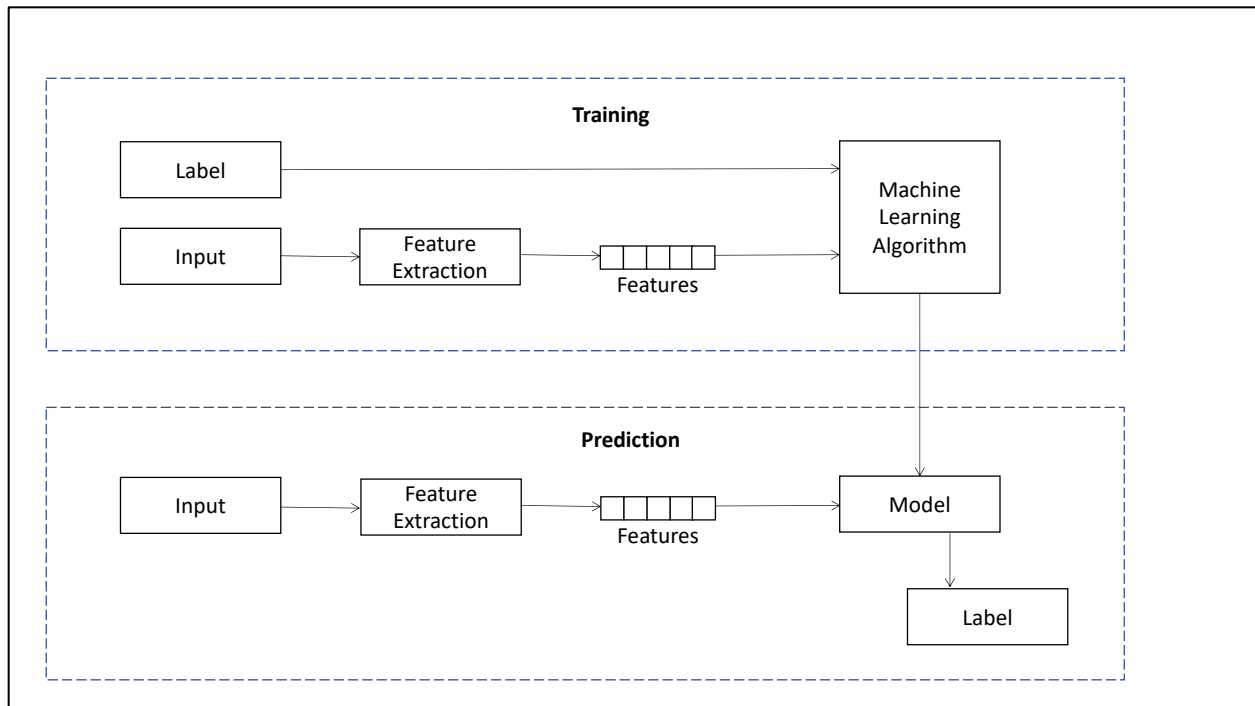 Training
Label
Machine
Learning
Algorithm
Input
Feature
Extraction
Features
Prediction
Input
Feature
Extraction
Features
Model
Label